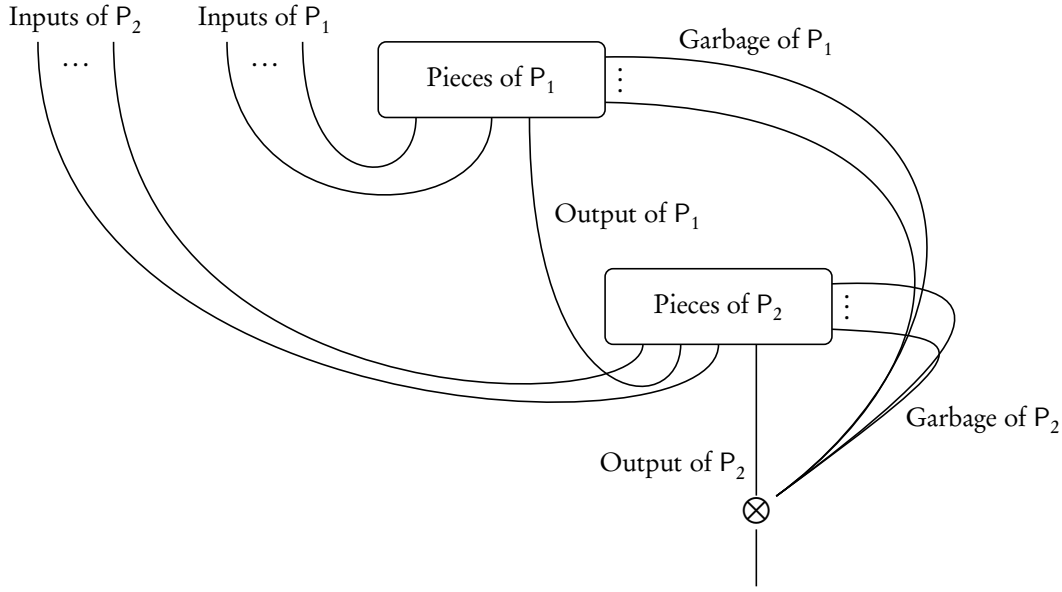 Inputs of P₂
Inputs of P₁
Garbage of P₁
...
...
Pieces of P₁
⋮
Output of P₁
Pieces of P₂
⋮
Garbage of P₂
Output of P₂
⊗